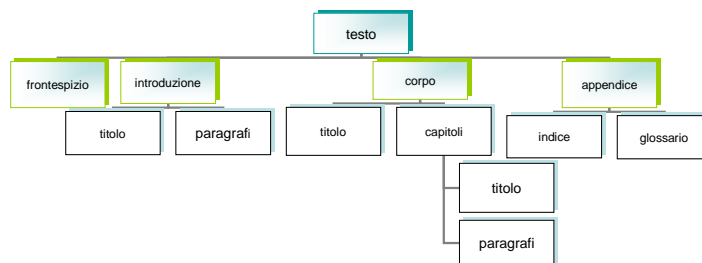 testo
frontespizio
introduzione
corpo
appendice
titolo
paragrafi
titolo
capitoli
indice
glossario
titolo
paragrafi